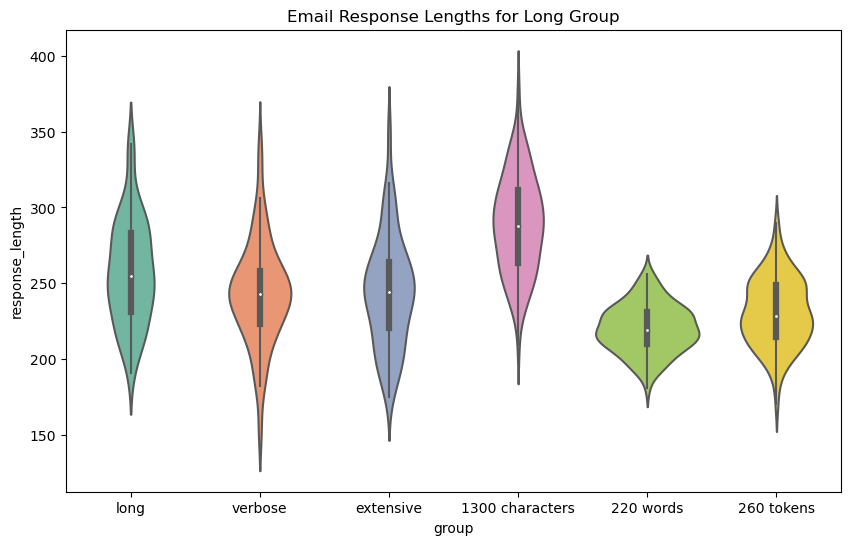 Email Response Lengths for Long Group
response_length
400
350
300
250
200
150
long verbose extensive 1300 characters 220 words 260 tokens
group